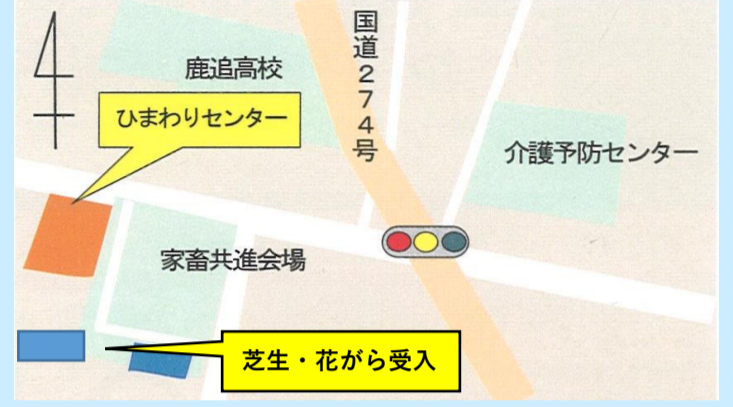 鹿追高校
国道274号
ひまわりセンター
介護予防センター
家畜共進会場
芝生・花がら受入